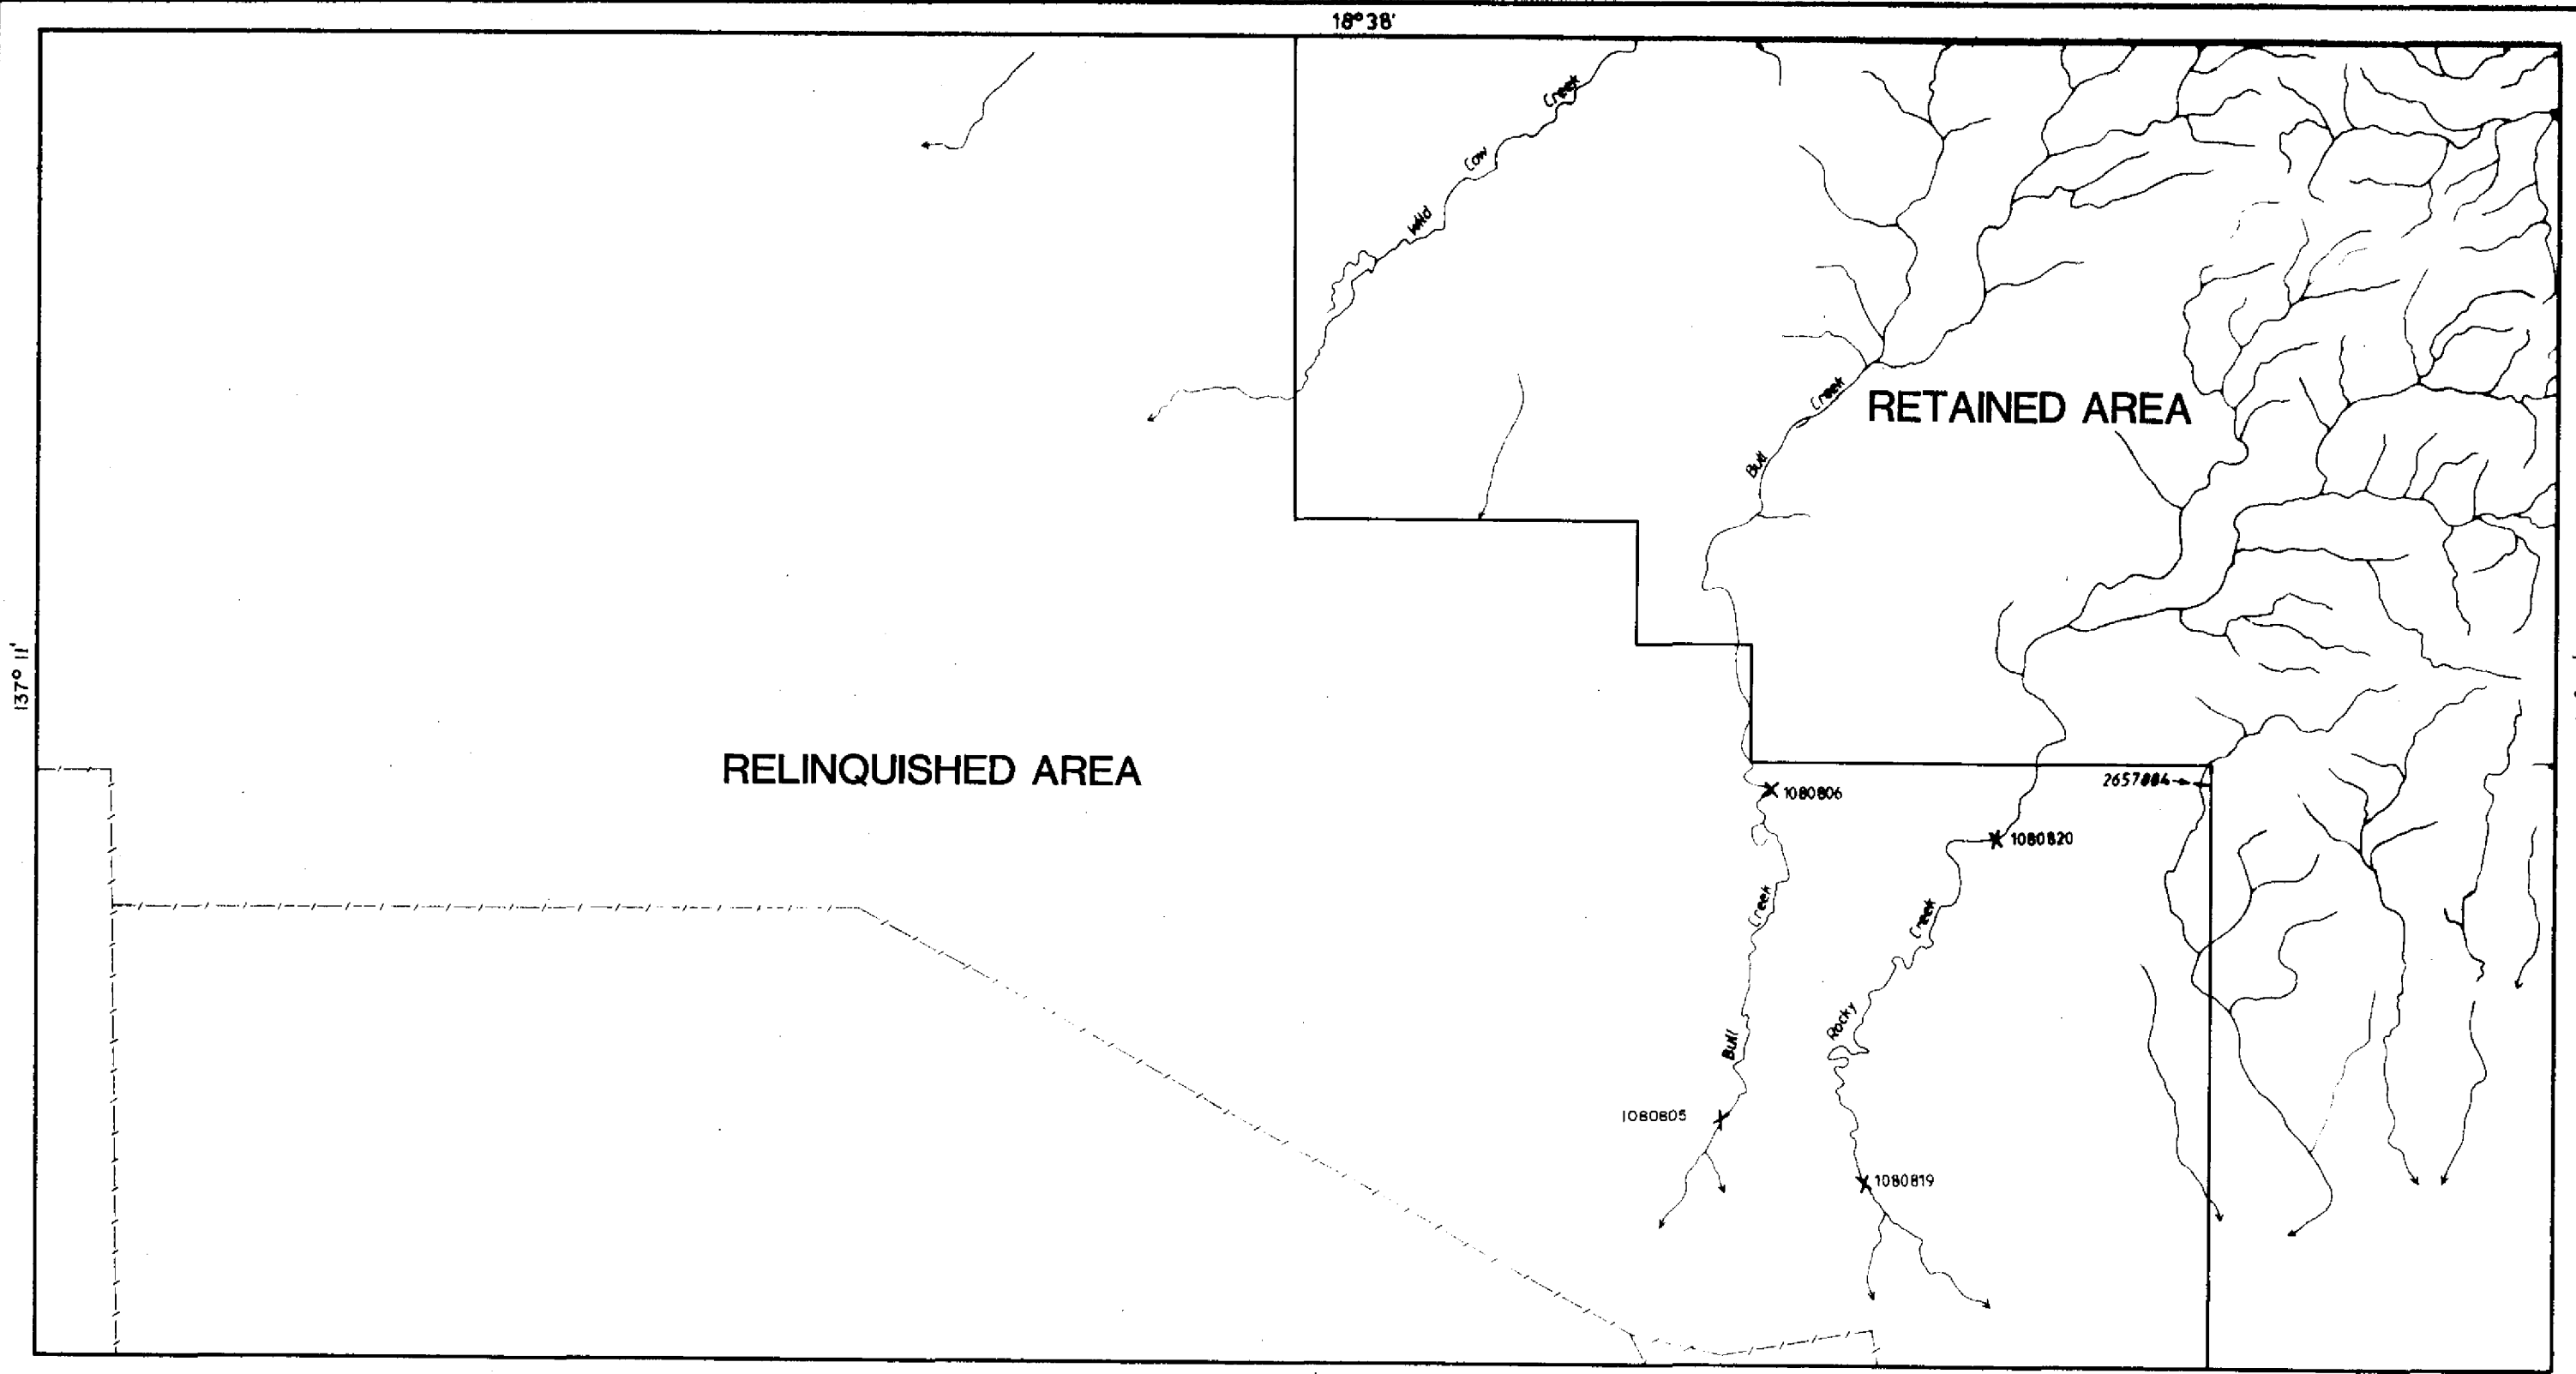 18°38'
Wild Cow Creek
Bull Creek
RETAINED AREA
137° 11'
RELINQUISHED AREA
1080806
1080820
Bull Creek
Rocky Creek
1080805
1080819